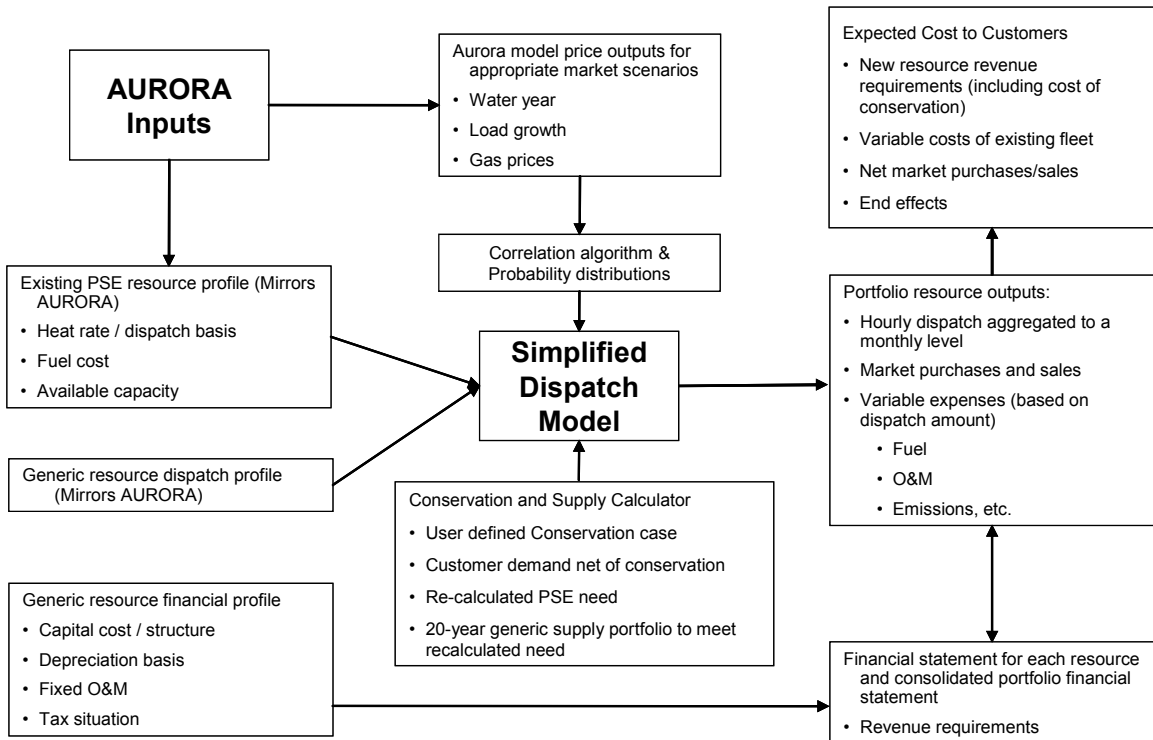 AURORA
Inputs
Aurora model price outputs for
appropriate market scenarios
• Water year
• Load growth
• Gas prices
Expected Cost to Customers
• New resource revenue
requirements (including cost of
conservation)
• Variable costs of existing fleet
• Net market purchases/sales
• End effects
Correlation algorithm &
Probability distributions
Existing PSE resource profile (Mirrors
AURORA)
• Heat rate / dispatch basis
• Fuel cost
• Available capacity
Simplified
Dispatch
Model
Portfolio resource outputs:
• Hourly dispatch aggregated to a
monthly level
• Market purchases and sales
• Variable expenses (based on
dispatch amount)
• Fuel
• O&M
• Emissions, etc.
Generic resource dispatch profile
(Mirrors AURORA)
Conservation and Supply Calculator
• User defined Conservation case
• Customer demand net of conservation
• Re-calculated PSE need
• 20-year generic supply portfolio to meet
recalculated need
Generic resource financial profile
• Capital cost / structure
• Depreciation basis
• Fixed O&M
• Tax situation
Financial statement for each resource
and consolidated portfolio financial
statement
• Revenue requirements